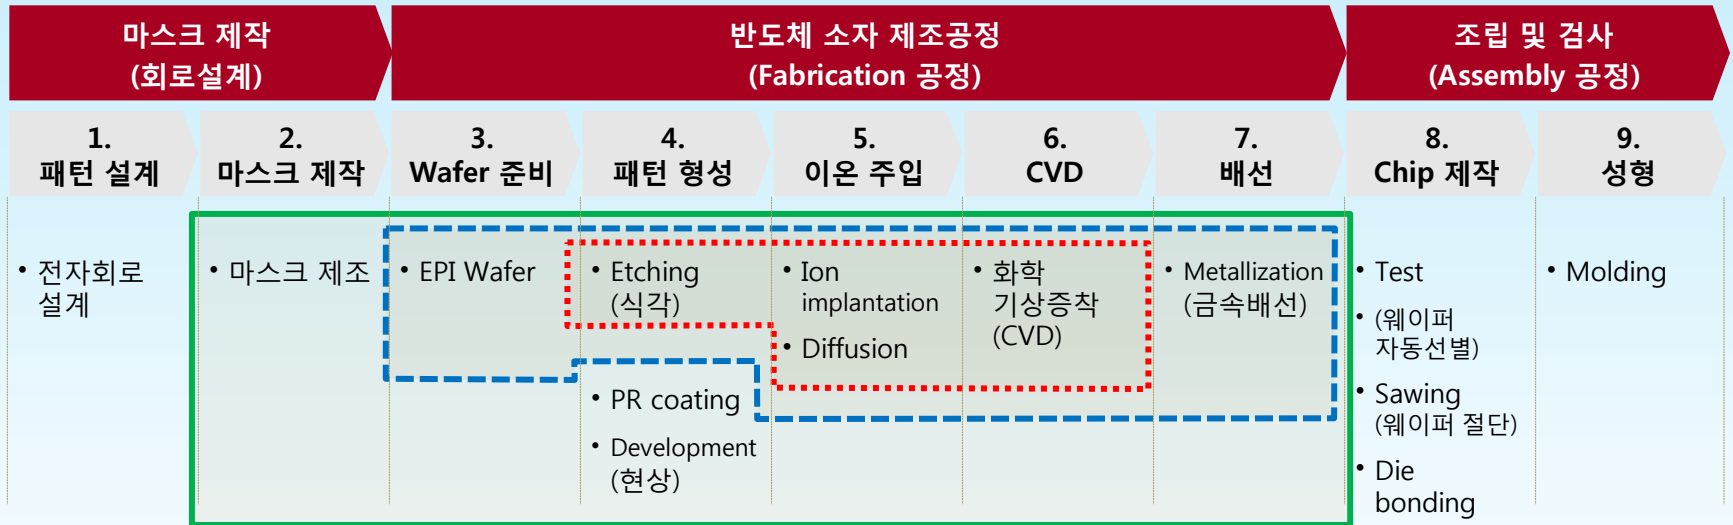 마스크 제작
(회로설계)
반도체 소자 제조공정
(Fabrication 공정)
조립 및 검사
(Assembly 공정)
1.
패턴 설계
2.
마스크 제작
3.
Wafer 준비
4.
패턴 형성
5.
이온 주입
6.
CVD
7.
배선
8.
Chip 제작
9.
성형
• 전자회로
설계
• 마스크 제조
• EPI Wafer
• Etching
(식각)
• PR coating
• Development
(현상)
• Ion
implantation
• Diffusion
• 화학
기상증착
(CVD)
• Metallization
(금속배선)
• Test
• (웨이퍼
자동선별)
• Sawing
(웨이퍼 절단)
• Die
bonding
• Molding